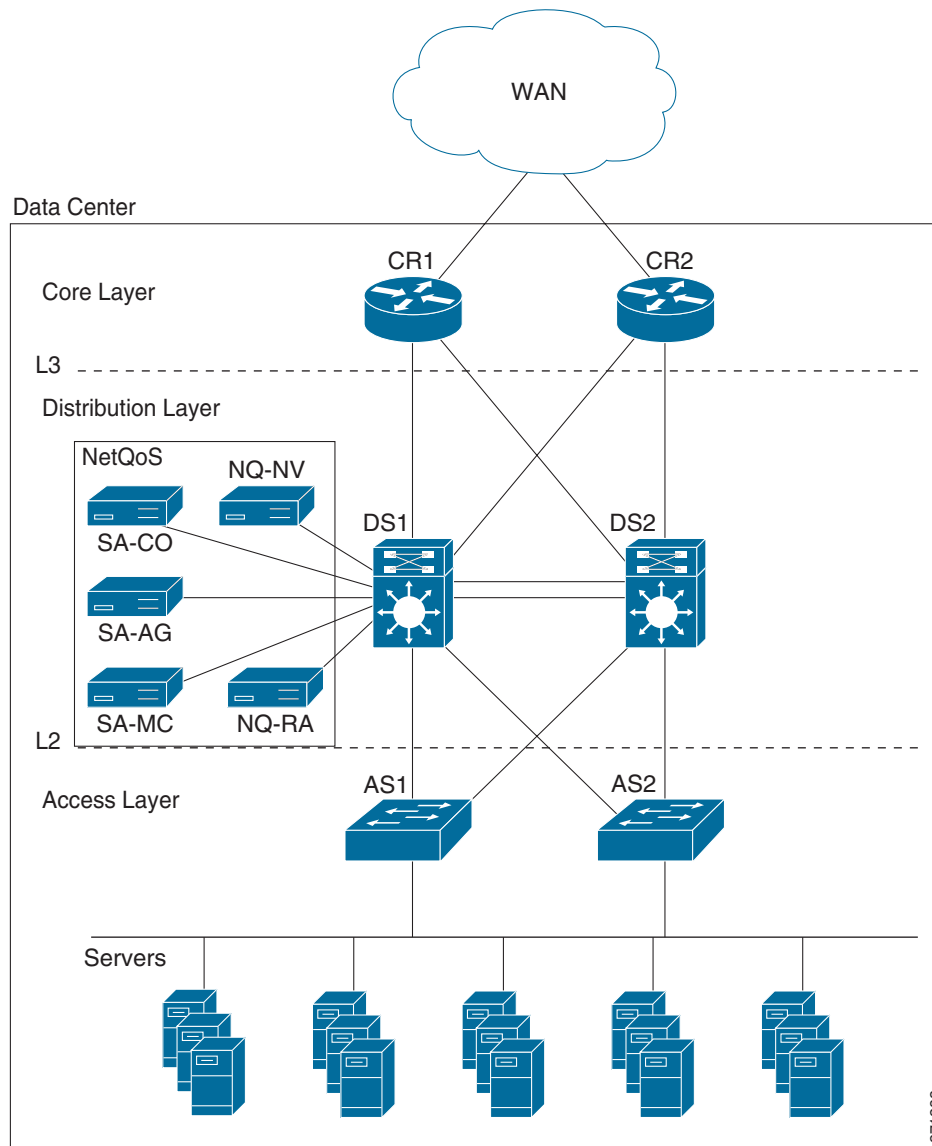 WAN
Data Center
CR1
CR2
Core Layer
L3
Distribution Layer
NetQoS
NQ-NV
DS1
DS2
SA-CO
SA-AG
SA-MC
NQ-RA
L2
AS1
AS2
Access Layer
Servers